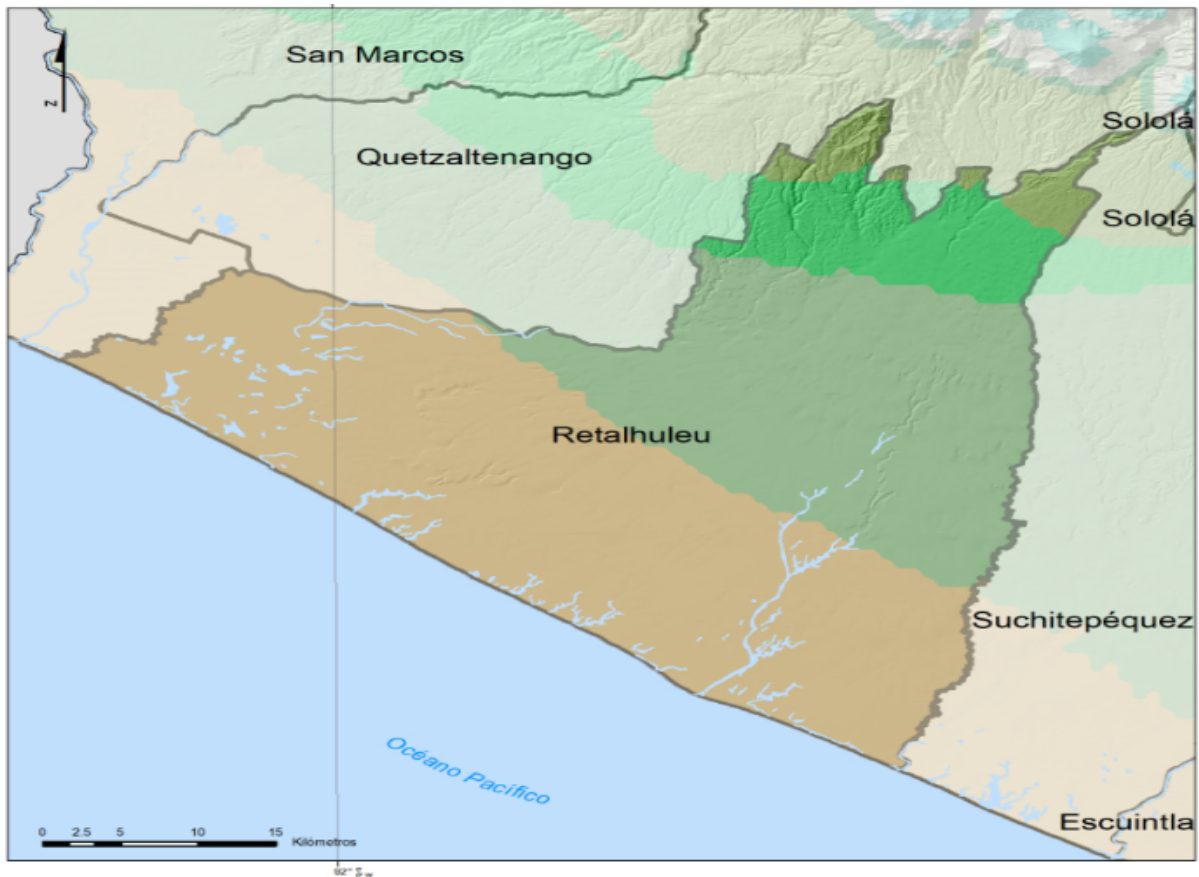 San Marcos
N
Sololá
Quetzaltenango
Sololá
Retalhuleu
Suchitepéquez
Océano Pacífico
Escuintla
0 2.5 5 10 15 Kilómetros